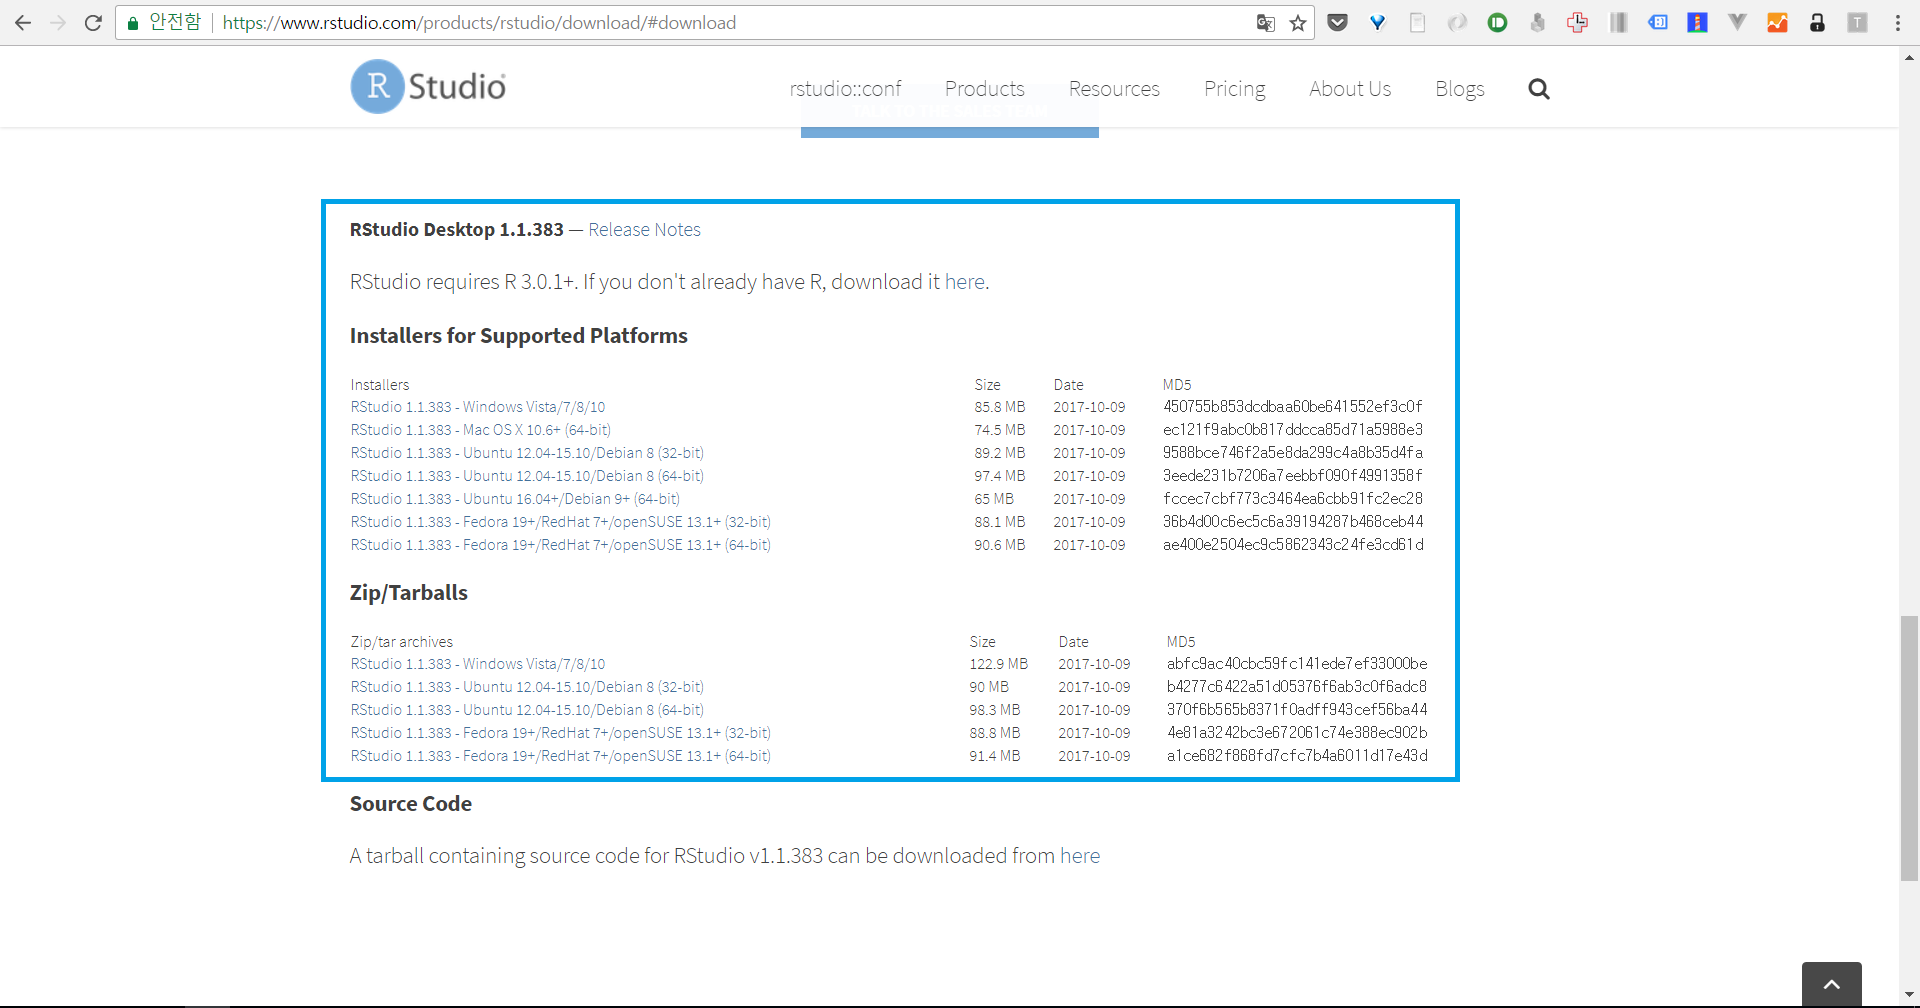 안전함 https://www.rstudio.com/products/rstudio/download/#download
R Studio
rstudio::conf Products Resources Pricing About Us Blogs
RStudio Desktop 1.1.383 — Release Notes
RStudio requires R 3.0.1+. If you don't already have R, download it here.
Installers for Supported Platforms
Installers Size Date MD5
RStudio 1.1.383 - Windows Vista/7/8/10 85.8 MB 2017-10-09 450755b853dcdbaa60be641552ef3c0f
RStudio 1.1.383 - Mac OS X 10.6+ (64-bit) 74.5 MB 2017-10-09 ec121f9abc0b817ddcca85d71a5988e3
RStudio 1.1.383 - Ubuntu 12.04-15.10/Debian 8 (32-bit) 89.2 MB 2017-10-09 9588bce746f2a5e8da299c4a8b35d4fa
RStudio 1.1.383 - Ubuntu 12.04-15.10/Debian 8 (64-bit) 97.4 MB 2017-10-09 3eede231b7206a7eebbf090f4991358f
RStudio 1.1.383 - Ubuntu 16.04+/Debian 9+ (64-bit) 65 MB 2017-10-09 fccec7cbf773c3464ea6cbb91fc2ec28
RStudio 1.1.383 - Fedora 19+/RedHat 7+/openSUSE 13.1+ (32-bit) 88.1 MB 2017-10-09 36b4d00c6ec5c6a39194287b468ceb44
RStudio 1.1.383 - Fedora 19+/RedHat 7+/openSUSE 13.1+ (64-bit) 90.6 MB 2017-10-09 ae400e2504ec9c5862343c24fe3cd61d
Zip/Tarballs
Zip/tar archives Size Date MD5
RStudio 1.1.383 - Windows Vista/7/8/10 122.9 MB 2017-10-09 abfc9ac40cbc59fc141ede7ef33000be
RStudio 1.1.383 - Ubuntu 12.04-15.10/Debian 8 (32-bit) 90 MB 2017-10-09 b4277c6422a51d05376f6ab3c0f6adc8
RStudio 1.1.383 - Ubuntu 12.04-15.10/Debian 8 (64-bit) 98.3 MB 2017-10-09 370f6b565b8371f0adff943cef56ba44
RStudio 1.1.383 - Fedora 19+/RedHat 7+/openSUSE 13.1+ (32-bit) 88.8 MB 2017-10-09 4e81a3242bc3e672061c74e388ec902b
RStudio 1.1.383 - Fedora 19+/RedHat 7+/openSUSE 13.1+ (64-bit) 91.4 MB 2017-10-09 a1ce682f868fd7cfc7b4a6011d17e43d
Source Code
A tarball containing source code for RStudio v1.1.383 can be downloaded from here